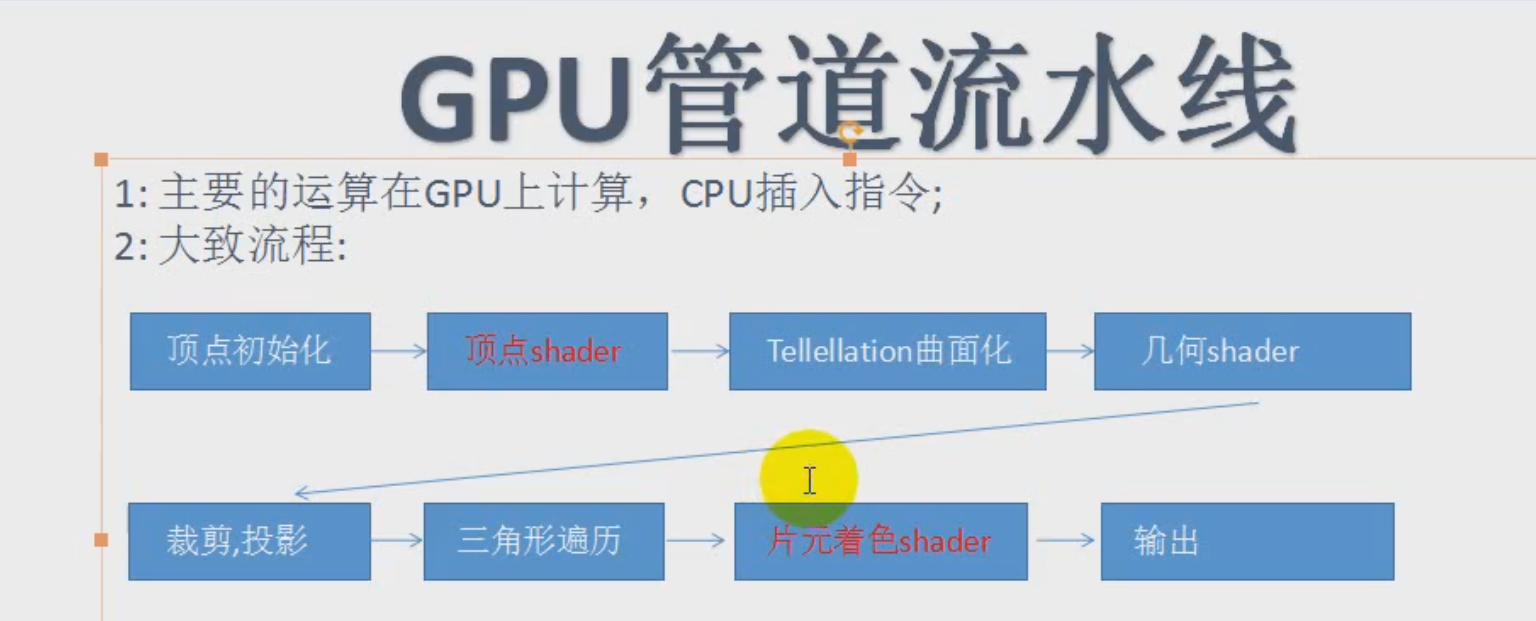 GPU管道流水线
1: 主要的运算在GPU上计算，CPU插入指令;
2: 大致流程:
顶点初始化
顶点shader
Tellellation曲面化
几何shader
裁剪,投影
三角形遍历
片元着色shader
输出